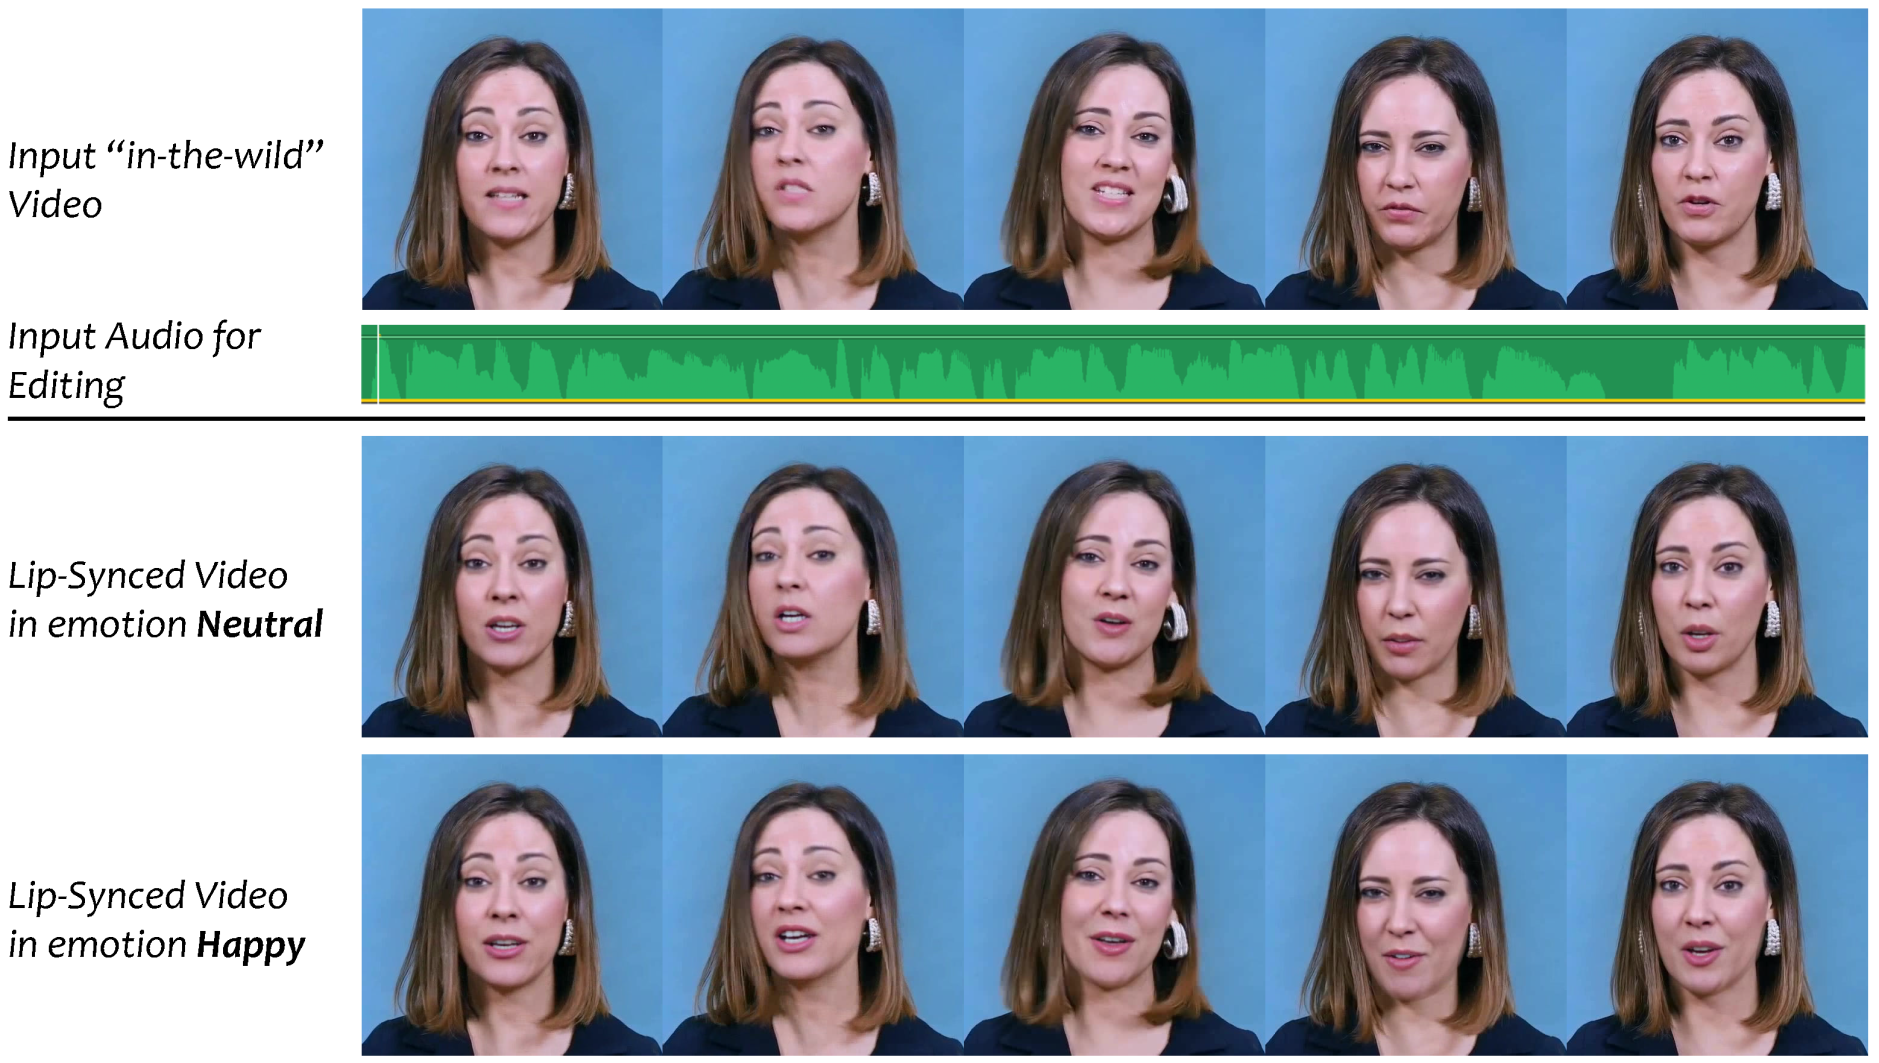 Input “in-the-wild”
Video
Input Audio for
Editing
Lip-Synced Video
in emotion Neutral
Lip-Synced Video
in emotion Happy